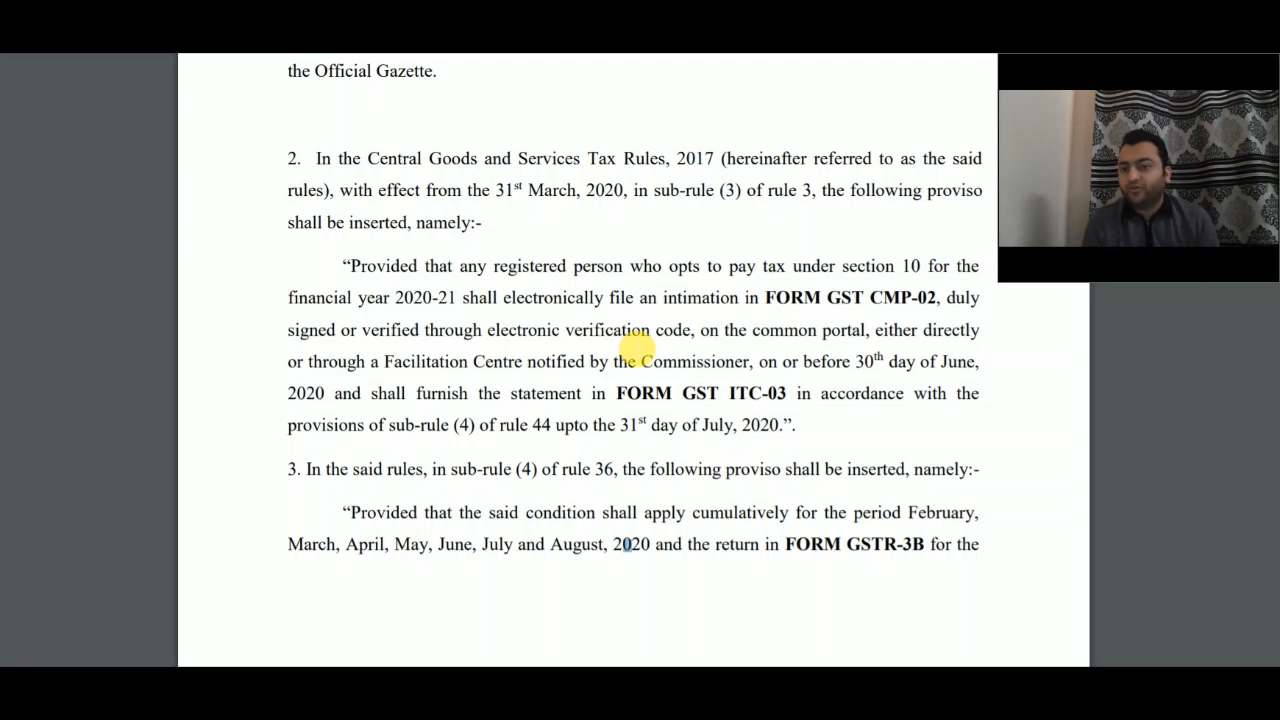 the Official Gazette.
2. In the Central Goods and Services Tax Rules, 2017 (hereinafter referred to as the said
rules), with effect from the 31st March, 2020, in sub-rule (3) of rule 3, the following proviso
shall be inserted, namely:-
“Provided that any registered person who opts to pay tax under section 10 for the
financial year 2020-21 shall electronically file an intimation in FORM GST CMP-02, duly
signed or verified through electronic verification code, on the common portal, either directly
or through a Facilitation Centre notified by the Commissioner, on or before 30th day of June,
2020 and shall furnish the statement in FORM GST ITC-03 in accordance with the
provisions of sub-rule (4) of rule 44 upto the 31st day of July, 2020.”.
3. In the said rules, in sub-rule (4) of rule 36, the following proviso shall be inserted, namely:-
“Provided that the said condition shall apply cumulatively for the period February,
March, April, May, June, July and August, 2020 and the return in FORM GSTR-3B for the